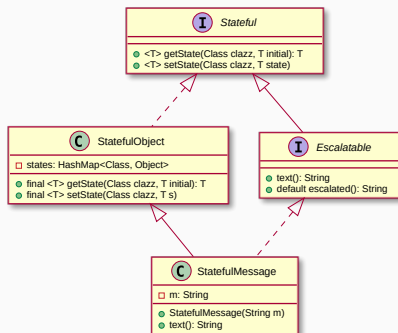 I Stateful
<T> getState(Class clazz, T initial): T
<T> setState(Class clazz, T state)
C StatefulObject
states: HashMap<Class, Object>
final <T> getState(Class clazz, T initial): T
final <T> setState(Class clazz, T s)
I Escalatable
text(): String
default escalated(): String
C StatefulMessage
m: String
StatefulMessage(String m)
text(): String